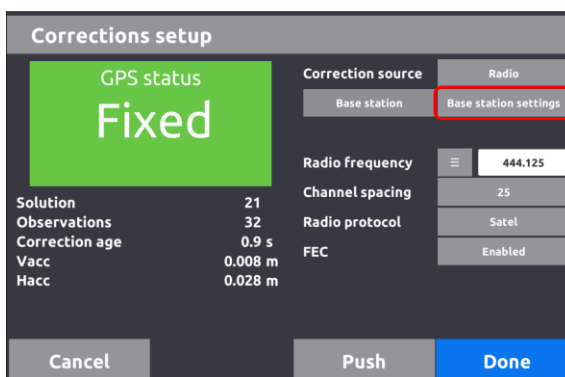 Corrections setup
GPS status
Fixed
Solution 21
Observations 32
Correction age 0.9 s
Vacc 0.008 m
Hacc 0.028 m
Correction source Radio
Base station Base station settings
Radio frequency ☰ 444.125
Channel spacing 25
Radio protocol Satel
FEC Enabled
Cancel Push Done